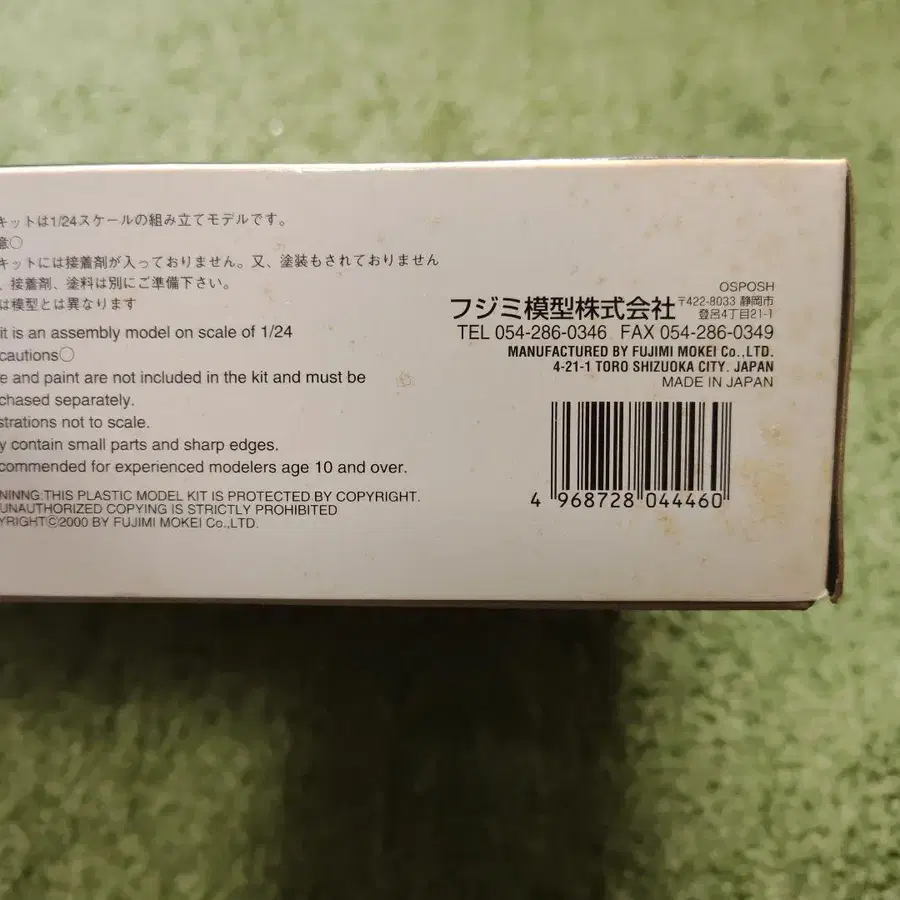 キットは1/24スケールの組み立てモデルです。
意○
キットには接着剤が入っておりません。又、塗装もされておりません
、接着剤、塗料は別にご準備下さい。
は模型とは異なります
it is an assembly model on scale of 1/24
cautions○
e and paint are not included in the kit and must be
chased separately.
strations not to scale.
y contain small parts and sharp edges.
commended for experienced modelers age 10 and over.
NINNG:THIS PLASTIC MODEL KIT IS PROTECTED BY COPYRIGHT.
UNAUTHORIZED COPYING IS STRICTLY PROHIBITED
YRIGHT©2000 BY FUJIMI MOKEI Co.,LTD.
OSPOSH
フジミ模型株式会社 〒422-8033 静岡市
登呂4丁目21-1
TEL 054-286-0346 FAX 054-286-0349
MANUFACTURED BY FUJIMI MOKEI Co.,LTD.
4-21-1 TORO SHIZUOKA CITY. JAPAN
MADE IN JAPAN
4 968728 044460